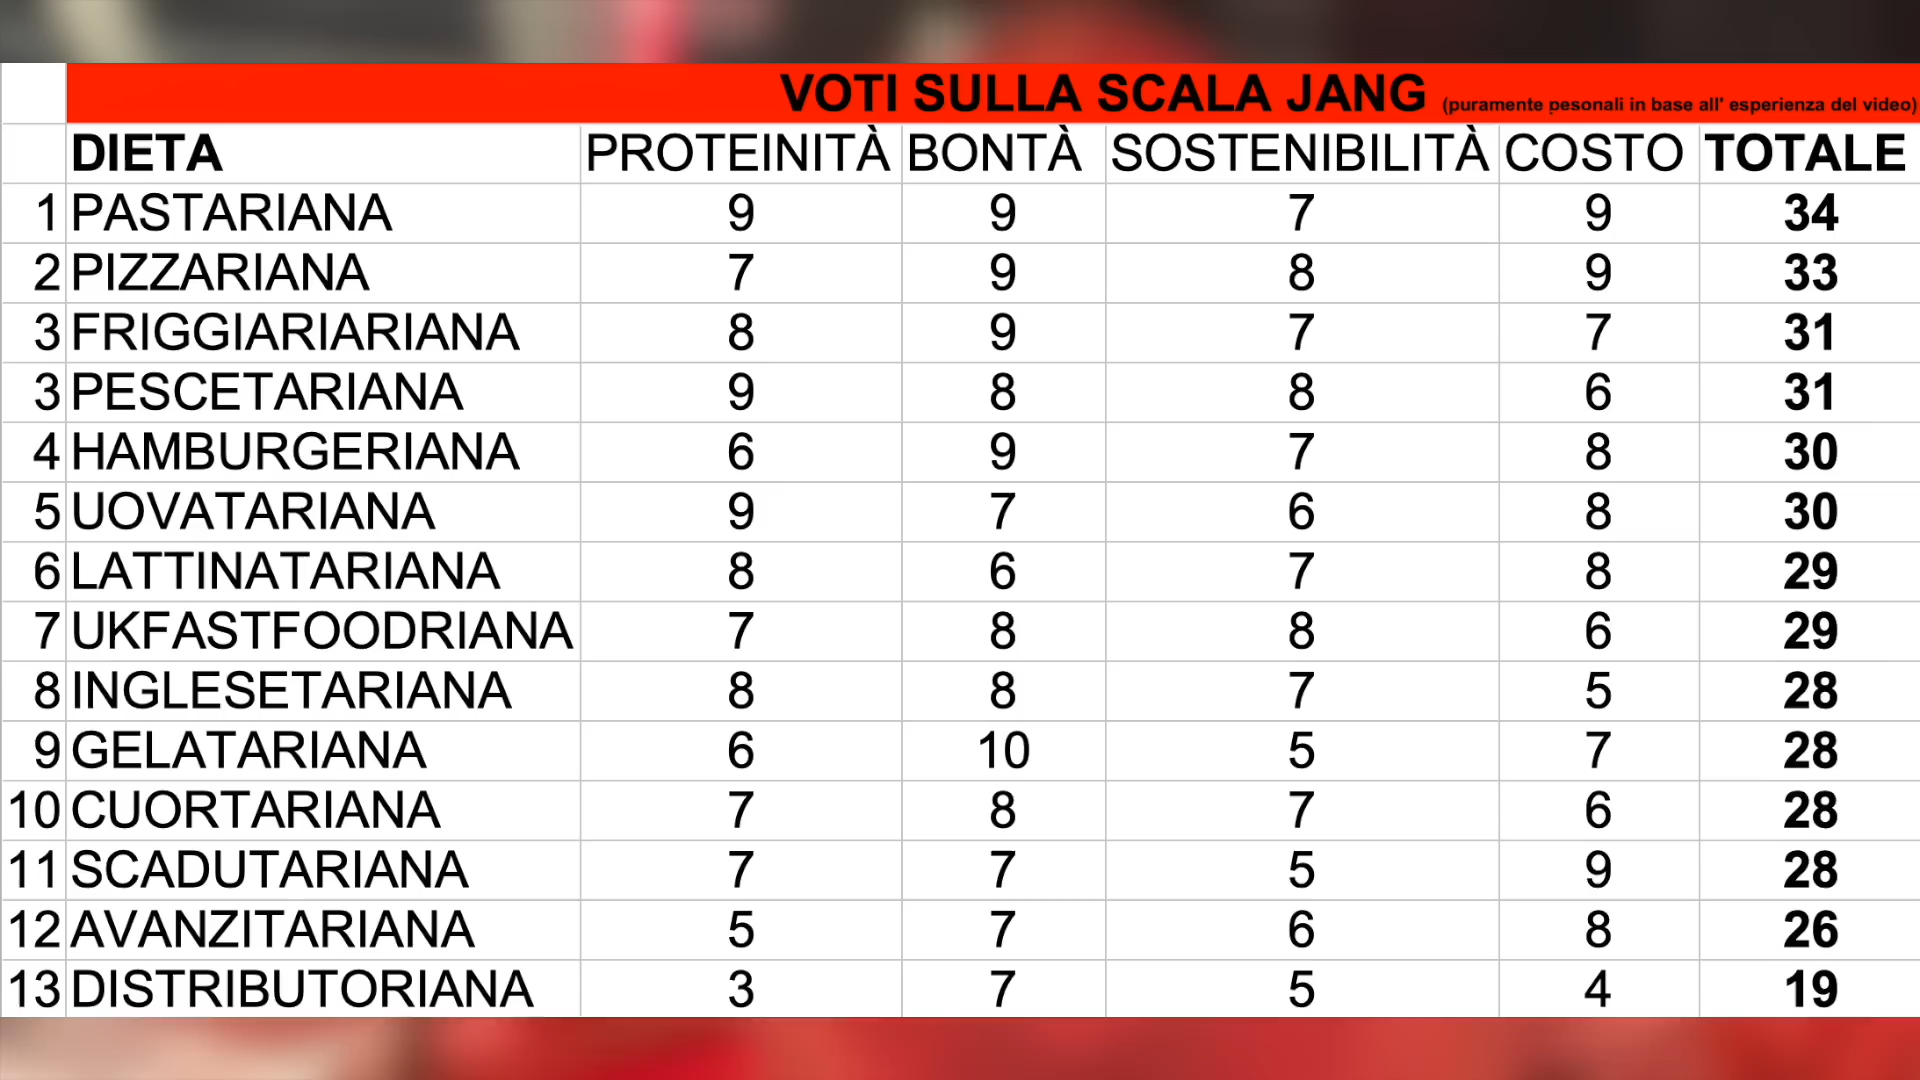 VOTI SULLA SCALA JANG (puramente pesonali in base all' esperienza del video)
DIETA PROTEINITÀ BONTÀ SOSTENIBILITÀ COSTO TOTALE
1 PASTARIANA 9 9 7 9 34
2 PIZZARIANA 7 9 8 9 33
3 FRIGGIARIARIANA 8 9 7 7 31
3 PESCETARIANA 9 8 8 6 31
4 HAMBURGERIANA 6 9 7 8 30
5 UOVATARIANA 9 7 6 8 30
6 LATTINATARIANA 8 6 7 8 29
7 UKFASTFOODRIANA 7 8 8 6 29
8 INGLESETARIANA 8 8 7 5 28
9 GELATARIANA 6 10 5 7 28
10 CUORTARIANA 7 8 7 6 28
11 SCADUTARIANA 7 7 5 9 28
12 AVANZITARIANA 5 7 6 8 26
13 DISTRIBUTORIANA 3 7 5 4 19